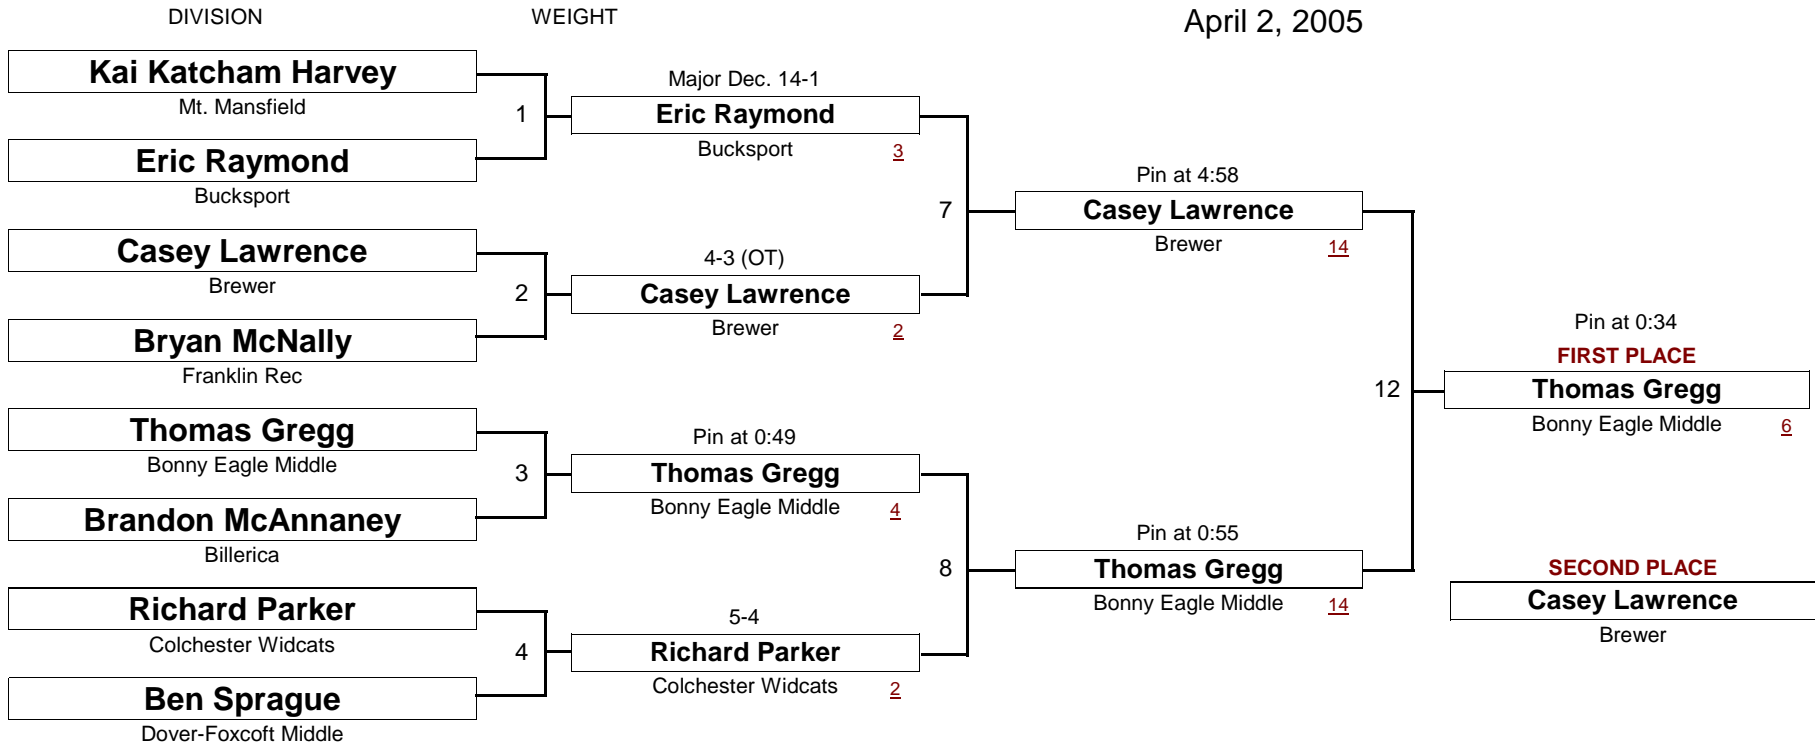 DIVISION WEIGHT April 2, 2005
Kai Katcham Harvey
Mt. Mansfield
1
Eric Raymond
Bucksport
Major Dec. 14-1
Eric Raymond
Bucksport 3
Casey Lawrence
Brewer
2
Bryan McNally
Franklin Rec
4-3 (OT)
Casey Lawrence
Brewer 2
7
Pin at 4:58
Casey Lawrence
Brewer 14
Thomas Gregg
Bonny Eagle Middle
3
Brandon McAnnaney
Billerica
Pin at 0:49
Thomas Gregg
Bonny Eagle Middle 4
Richard Parker
Colchester Widcats
4
Ben Sprague
Dover-Foxcoft Middle
5-4
Richard Parker
Colchester Widcats 2
8
Pin at 0:55
Thomas Gregg
Bonny Eagle Middle 14
12
Pin at 0:34
FIRST PLACE
Thomas Gregg
Bonny Eagle Middle 6
SECOND PLACE
Casey Lawrence
Brewer